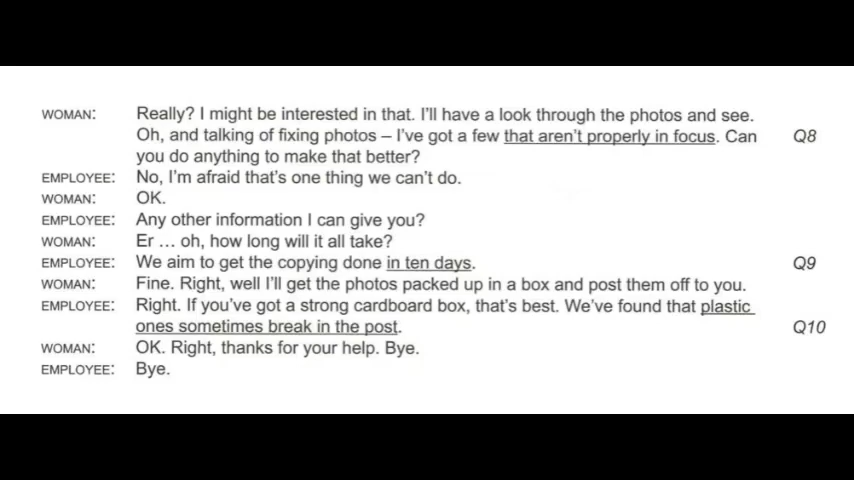 WOMAN: Really? I might be interested in that. I'll have a look through the photos and see.
Oh, and talking of fixing photos – I've got a few that aren't properly in focus. Can Q8
you do anything to make that better?
EMPLOYEE: No, I'm afraid that's one thing we can't do.
WOMAN: OK.
EMPLOYEE: Any other information I can give you?
WOMAN: Er … oh, how long will it all take?
EMPLOYEE: We aim to get the copying done in ten days. Q9
WOMAN: Fine. Right, well I'll get the photos packed up in a box and post them off to you.
EMPLOYEE: Right. If you've got a strong cardboard box, that's best. We've found that plastic
ones sometimes break in the post. Q10
WOMAN: OK. Right, thanks for your help. Bye.
EMPLOYEE: Bye.